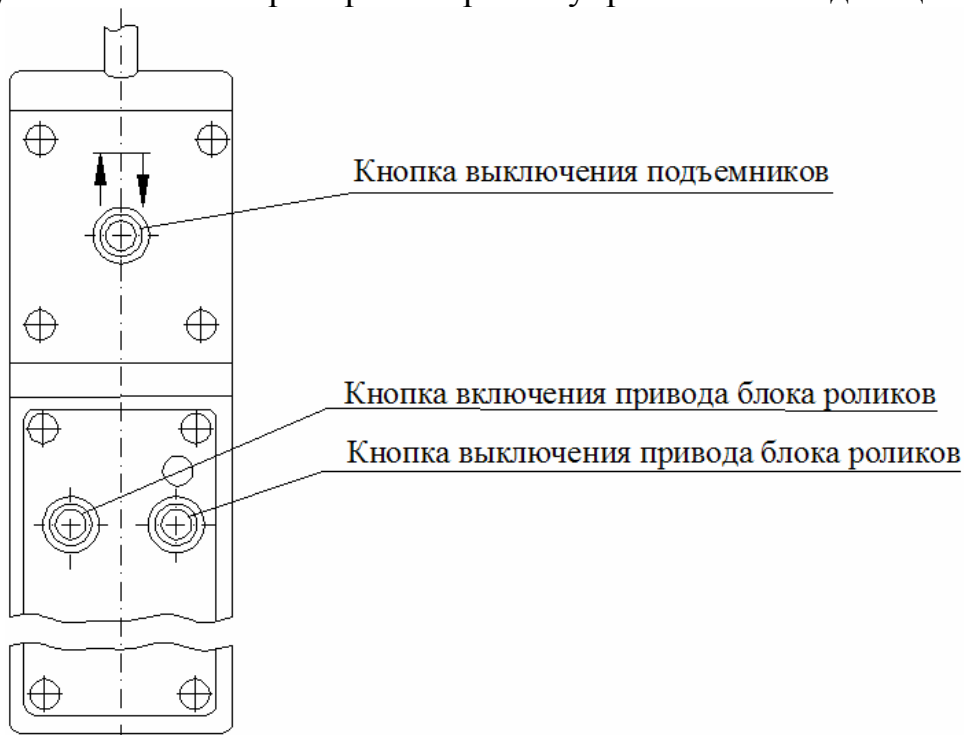 Кнопка выключения подъемников
Кнопка включения привода блока роликов
Кнопка выключения привода блока роликов